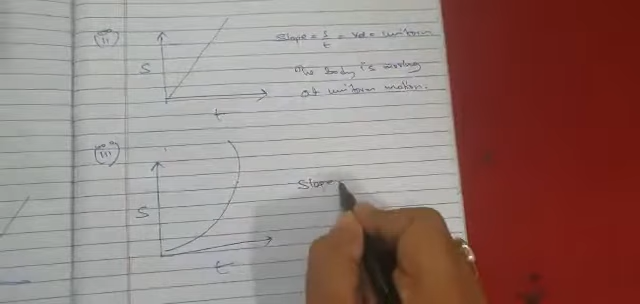 (ii)
Slope = s/t = vel = uniform
S
The body is moving
at uniform motion.
t
(iii)
S
Slope
t